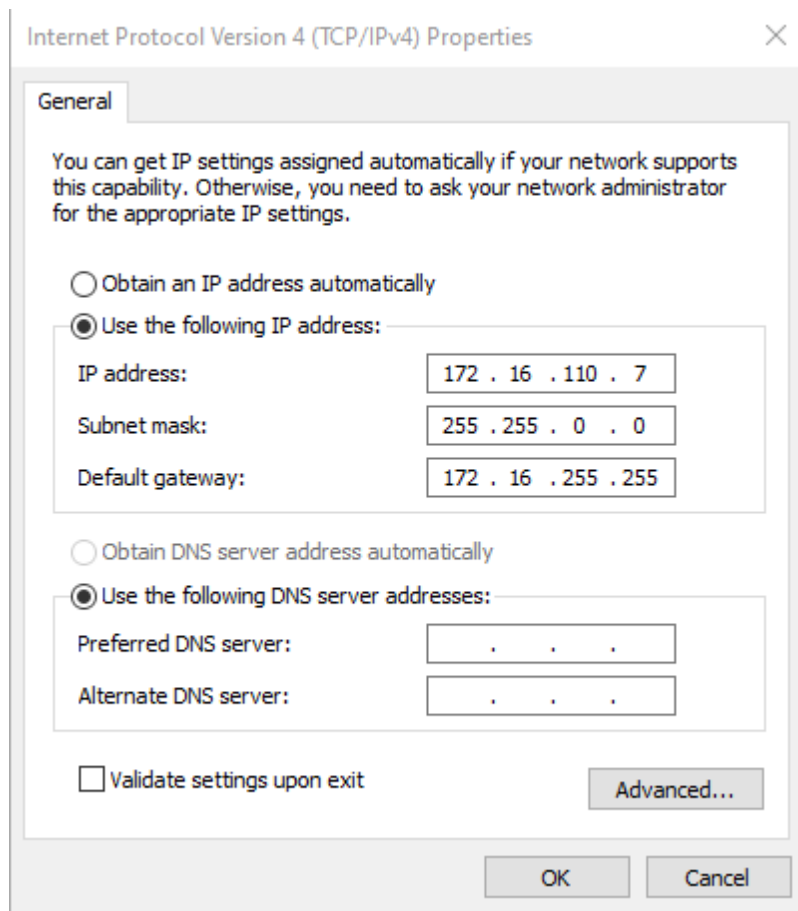 Internet Protocol Version 4 (TCP/IPv4) Properties
General
You can get IP settings assigned automatically if your network supports
this capability. Otherwise, you need to ask your network administrator
for the appropriate IP settings.
Obtain an IP address automatically
Use the following IP address:
IP address: 172 . 16 . 110 . 7
Subnet mask: 255 . 255 . 0 . 0
Default gateway: 172 . 16 . 255 . 255
Obtain DNS server address automatically
Use the following DNS server addresses:
Preferred DNS server: . . .
Alternate DNS server: . . .
Validate settings upon exit
Advanced...
OK Cancel